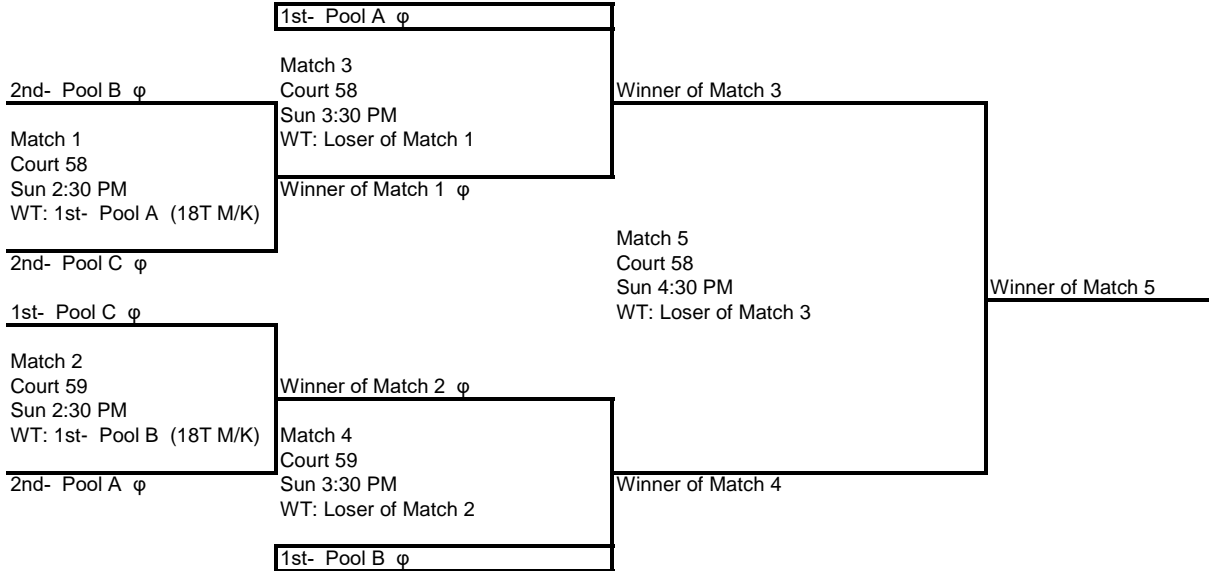 1st-  Pool A  φ
Match 3
Court 58
Sun 3:30 PM
WT: Loser of Match 1
2nd-  Pool B  φ
Match 1
Court 58
Sun 2:30 PM
WT: 1st-  Pool A  (18T M/K)
2nd-  Pool C  φ
Winner of Match 1  φ
Winner of Match 3
1st-  Pool C  φ
Match 2
Court 59
Sun 2:30 PM
WT: 1st-  Pool B  (18T M/K)
2nd-  Pool A  φ
Winner of Match 2  φ
Match 4
Court 59
Sun 3:30 PM
WT: Loser of Match 2
1st-  Pool B  φ
Winner of Match 4
Match 5
Court 58
Sun 4:30 PM
WT: Loser of Match 3
Winner of Match 5